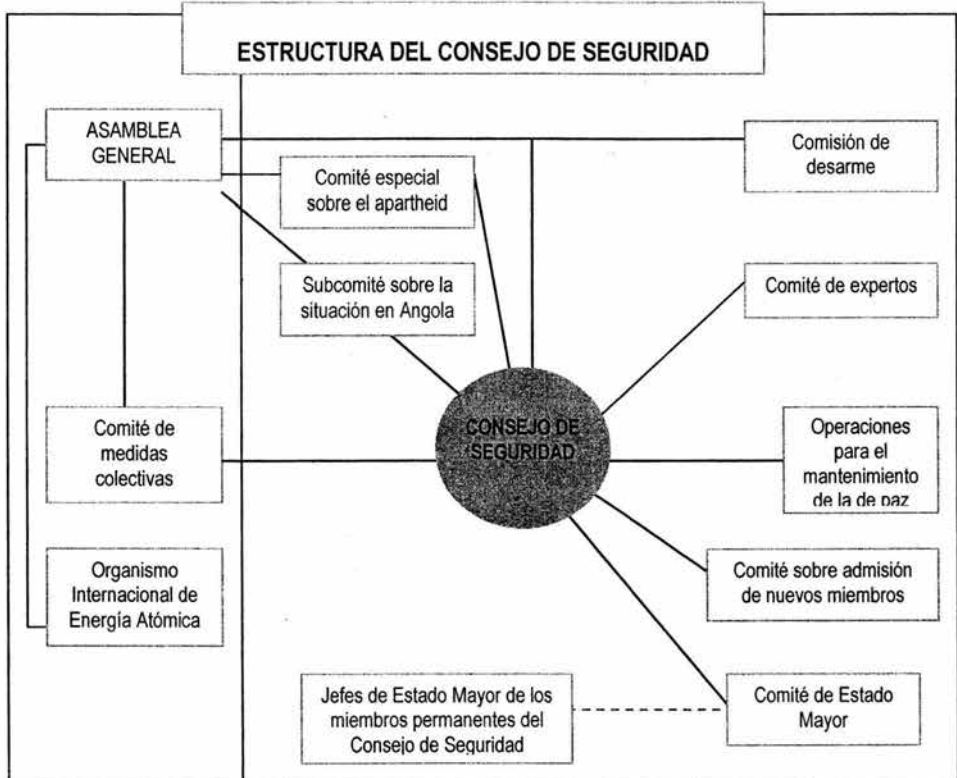 ESTRUCTURA DEL CONSEJO DE SEGURIDAD
ASAMBLEA
GENERAL
Comisión de
desarme
Comité especial
sobre el apartheid
Subcomité sobre la
situación en Angola
Comité de expertos
CONSEJO DE
SEGURIDAD
Comité de
medidas
colectivas
Operaciones
para el
mantenimiento
de la de paz
Organismo
Internacional de
Energía Atómica
Comité sobre admisión
de nuevos miembros
Jefes de Estado Mayor de los
miembros permanentes del
Consejo de Seguridad
Comité de Estado
Mayor